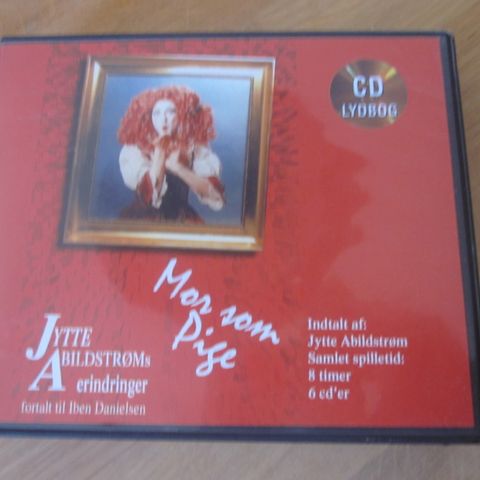 CD
LYDBOG
Mor som
Pige
JYTTE
ABILDSTRØMs
erindringer
fortalt til Iben Danielsen
Indtalt af:
Jytte Abildstrøm
Samlet spilletid:
8 timer
6 cd'er